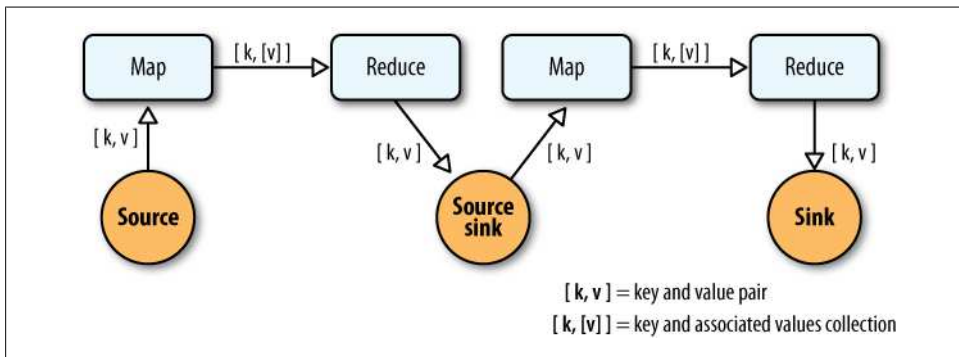 Map
[ k, [v] ]
Reduce
Map
[ k, [v] ]
Reduce
[ k, v ]
[ k, v ]
[ k, v ]
[ k, v ]
Source
Source
sink
Sink
[ k, v ] = key and value pair
[ k, [v] ] = key and associated values collection